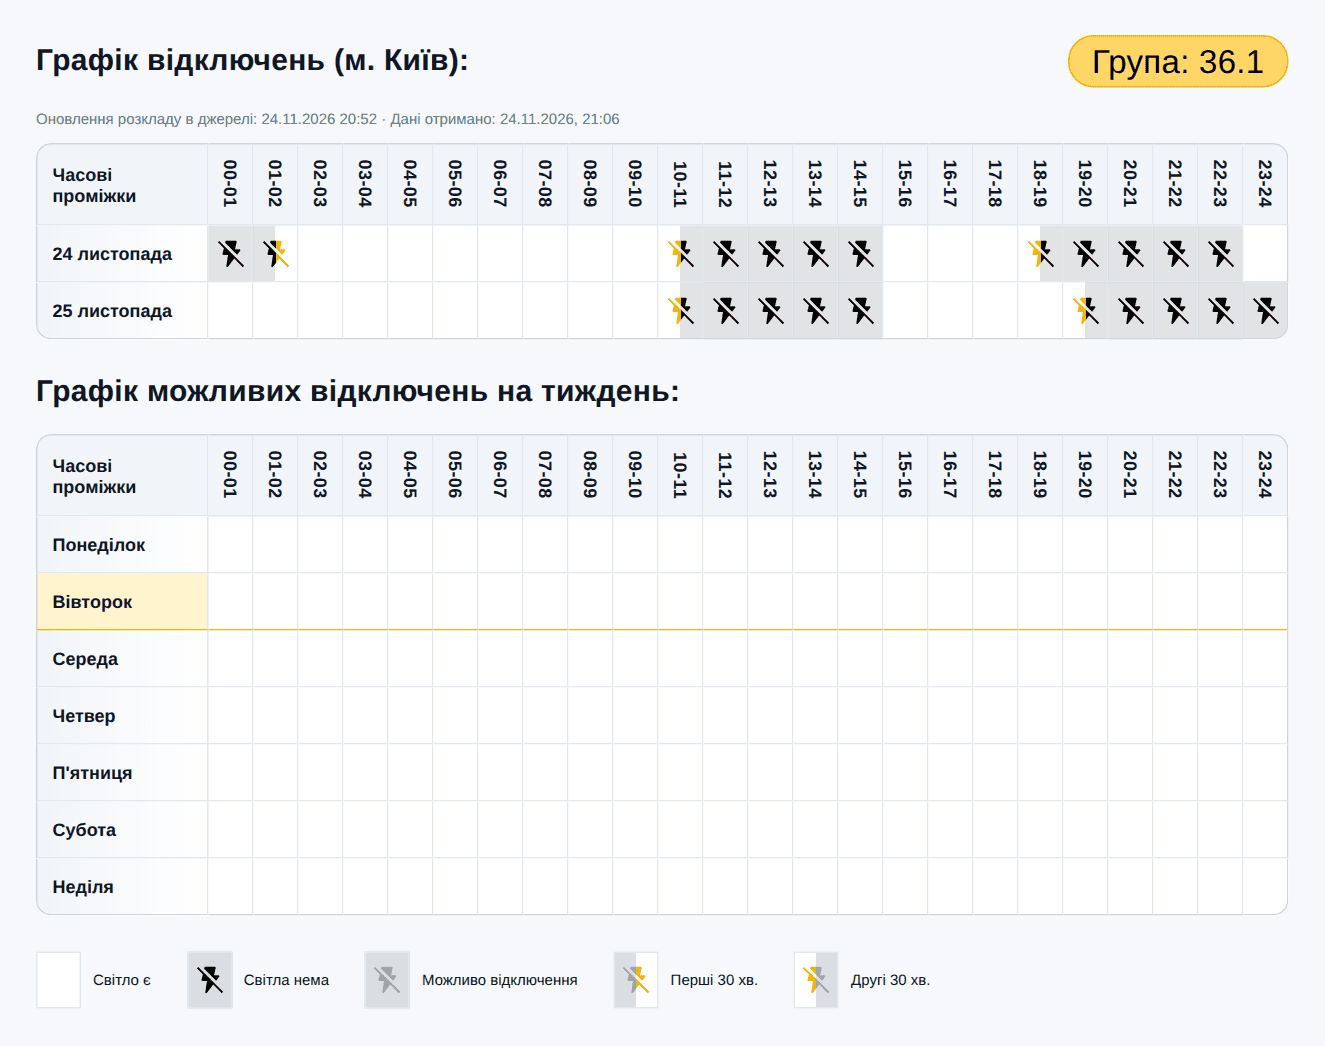 Графік відключень (м. Київ):
Група: 36.1
Оновлення розкладу в джерелі: 24.11.2026 20:52 · Дані отримано: 24.11.2026, 21:06
Часові проміжки 00-01 01-02 02-03 03-04 04-05 05-06 06-07 07-08 08-09 09-10 10-11 11-12 12-13 13-14 14-15 15-16 16-17 17-18 18-19 19-20 20-21 21-22 22-23 23-24
24 листопада
25 листопада
Графік можливих відключень на тиждень:
Часові проміжки 00-01 01-02 02-03 03-04 04-05 05-06 06-07 07-08 08-09 09-10 10-11 11-12 12-13 13-14 14-15 15-16 16-17 17-18 18-19 19-20 20-21 21-22 22-23 23-24
Понеділок
Вівторок
Середа
Четвер
П'ятниця
Субота
Неділя
Світло є Світла нема Можливо відключення Перші 30 хв. Другі 30 хв.